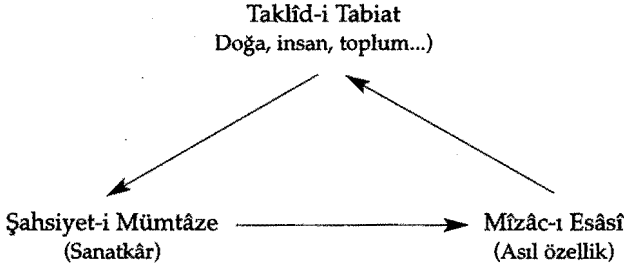 Taklîd-i Tabiat
Doğa, insan, toplum...)
Şahsiyet-i Mümtâze
(Sanatkâr)
Mîzâc-ı Esâsî
(Asıl özellik)